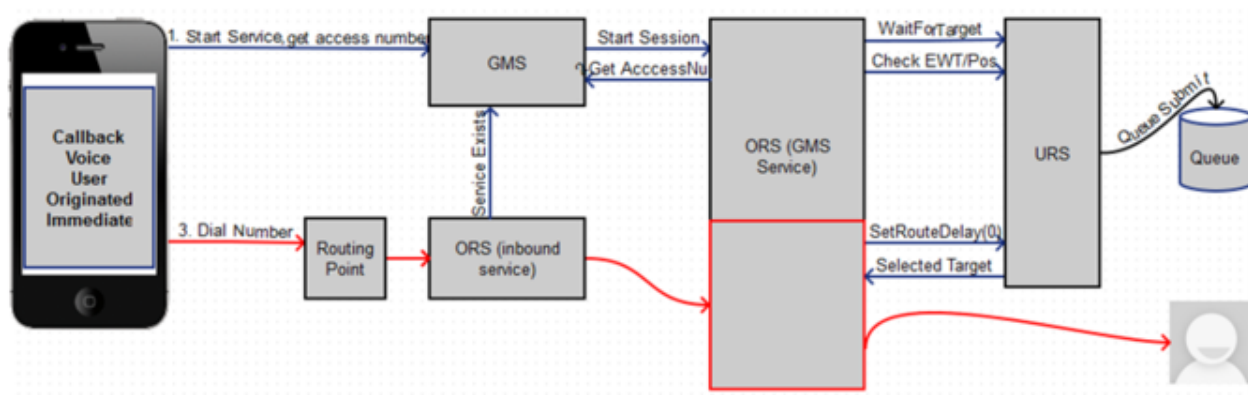 1. Start Service,get access number
GMS
Start Session
Get AcccessNu
WaitForTarget
Check EWT/Pos
Callback
Voice
User
Originated
Immediate
Service Exists
ORS (GMS
Service)
URS
Queue Submit
Queue
3. Dial Number
Routing
Point
ORS (inbound
service)
SetRouteDelay(0)
Selected Target